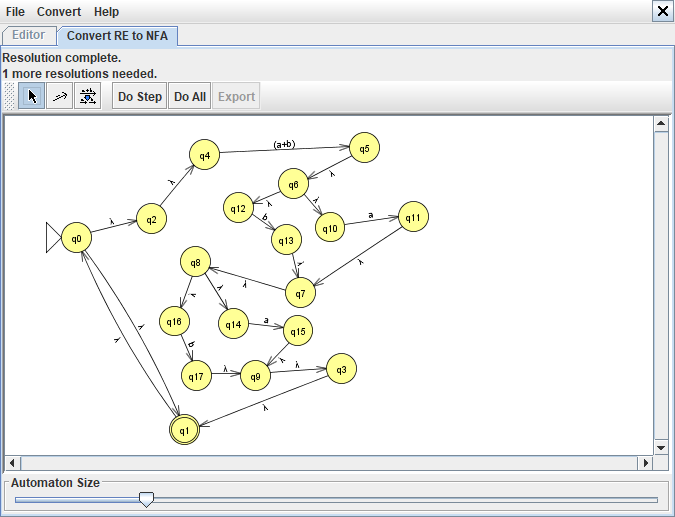 File Convert Help
Editor Convert RE to NFA
Resolution complete.
1 more resolutions needed.
Do Step Do All Export
q4 (a+b) q5
λ λ
q6
λ λ
q12 q2 b q10 a q11
λ
q0 q13
λ λ
q8 λ q7
λ λ
q16 q14 a q15
λ b λ
λ q17 λ q9 λ q3
λ
q1
Automaton Size